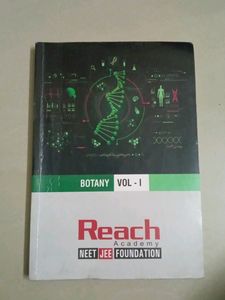 BOTANY VOL - I
Reach
Academy
NEET JEE FOUNDATION